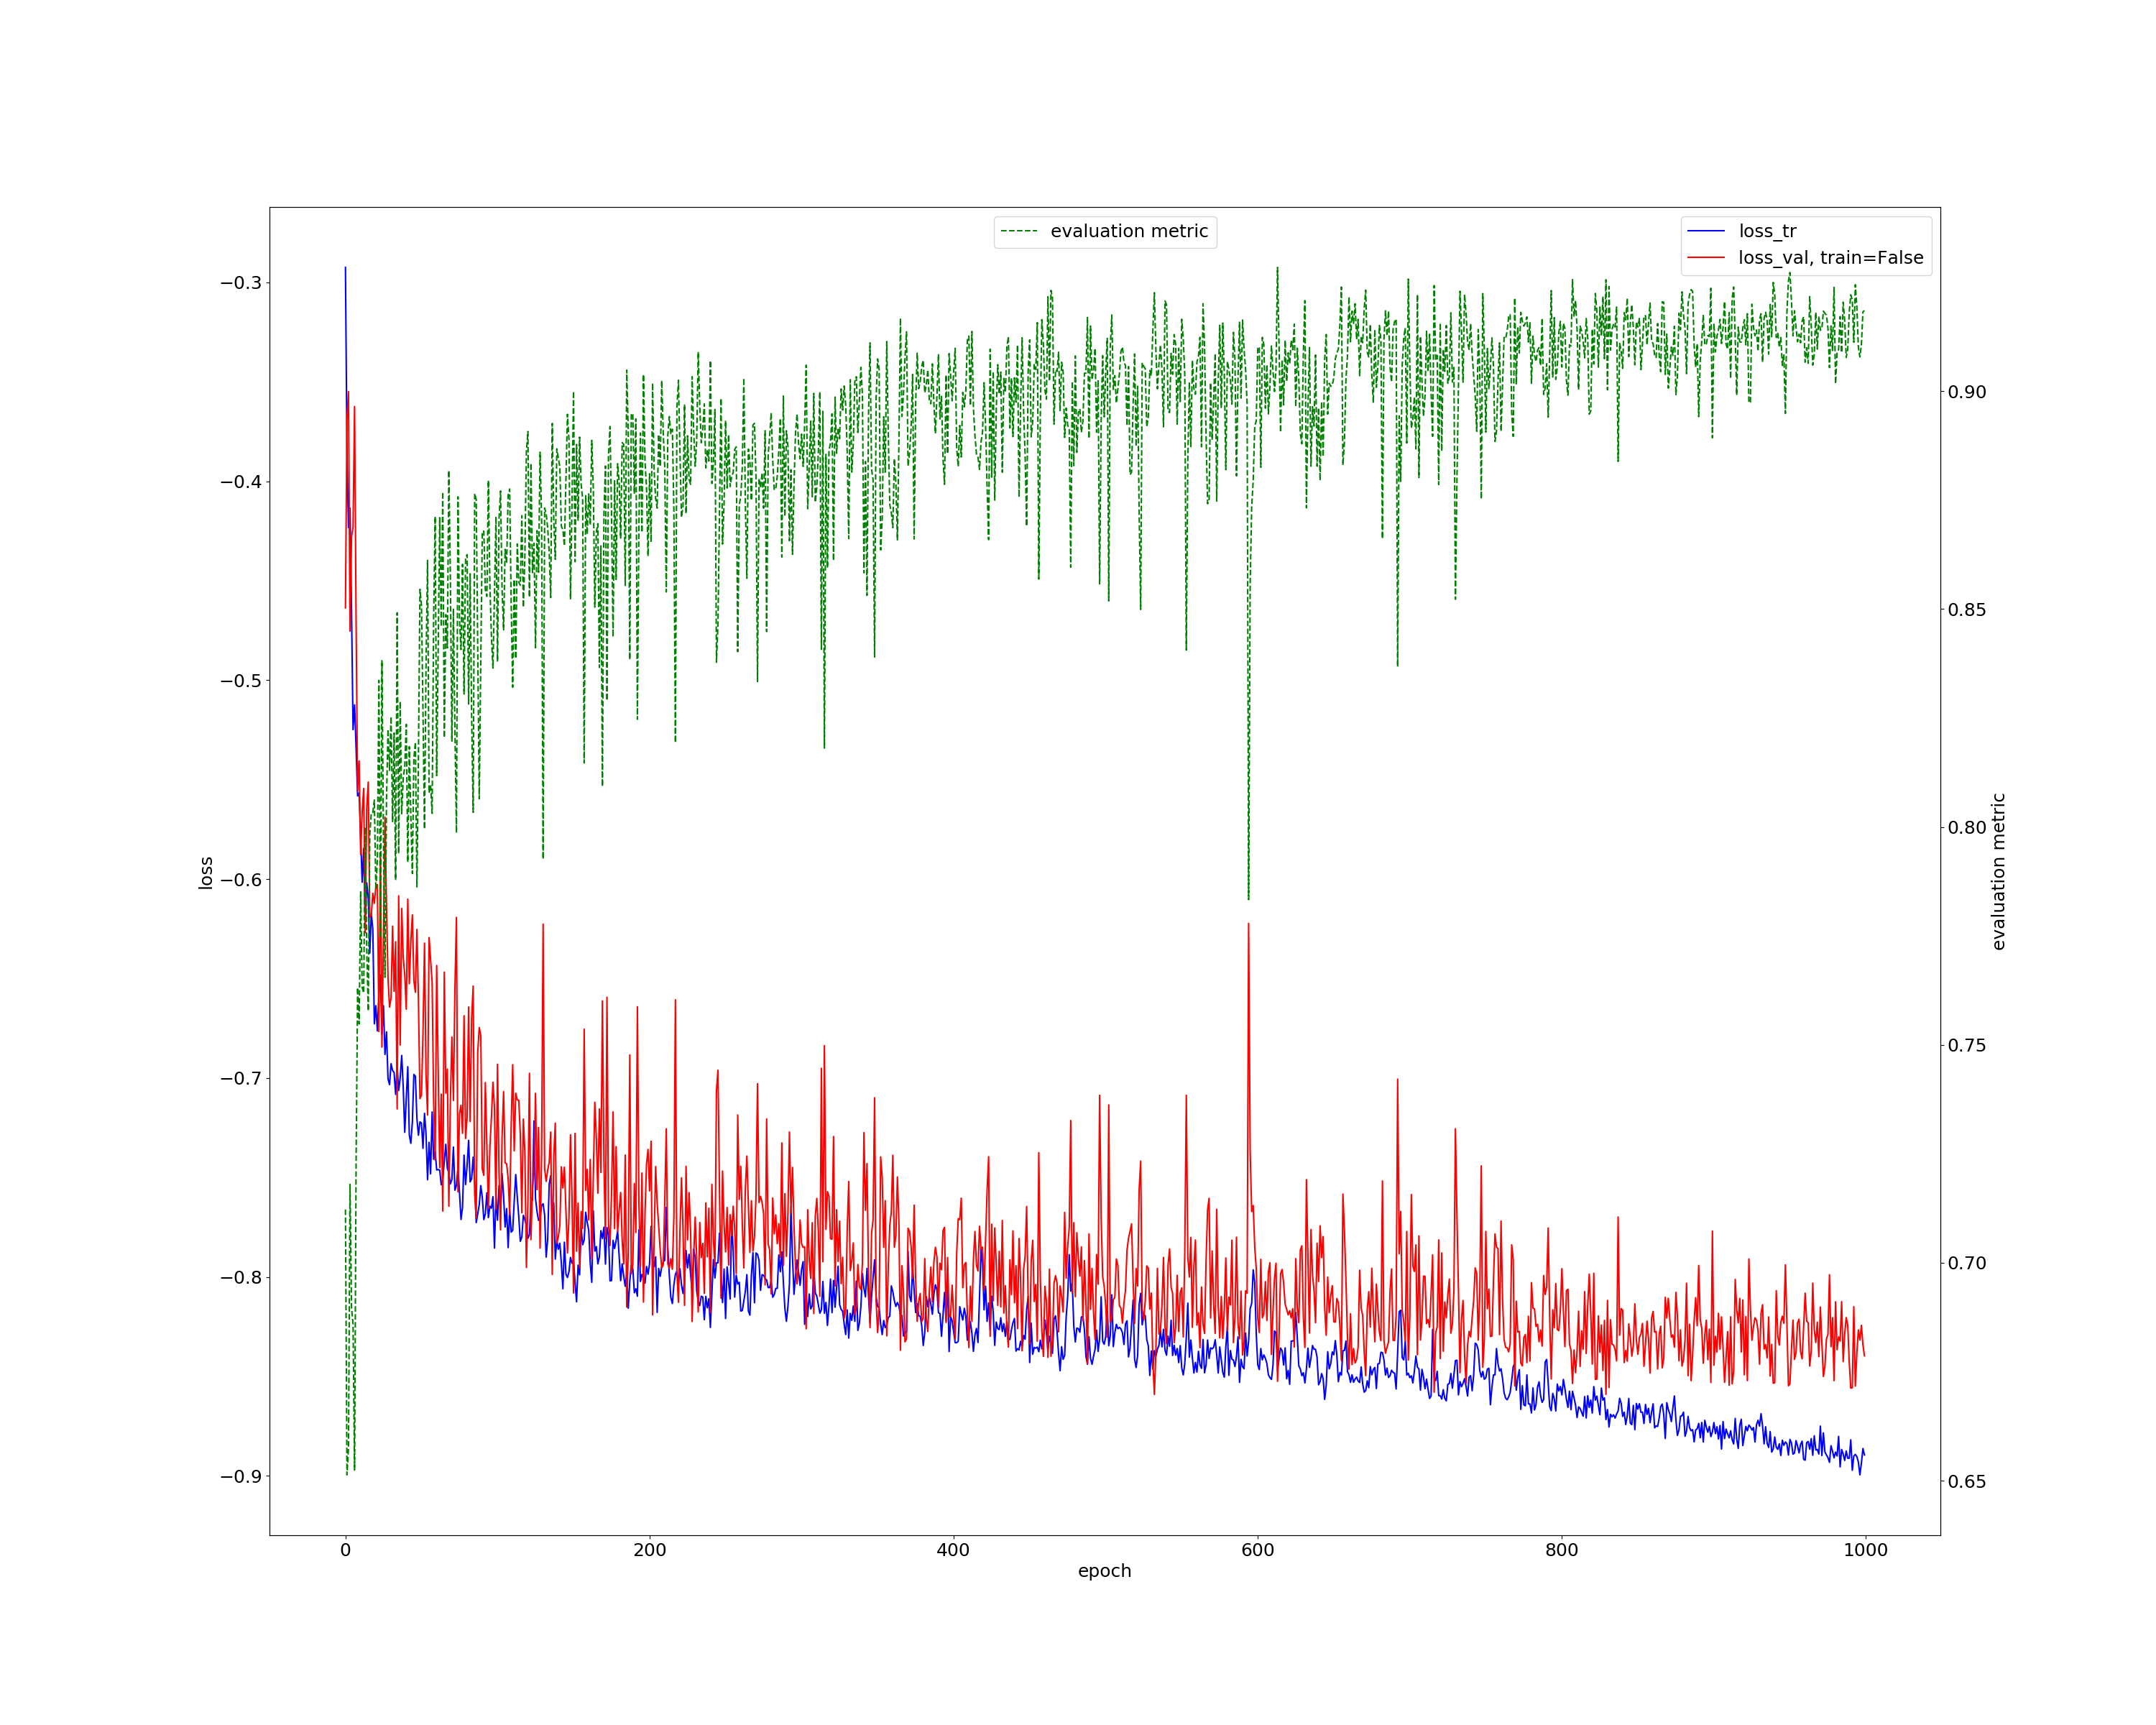 evaluation metric
loss_tr
loss_val, train=False
−0.3
−0.4
−0.5
−0.6
−0.7
−0.8
−0.9
loss
0.90
0.85
0.80
0.75
0.70
0.65
evaluation metric
0 200 400 600 800 1000
epoch